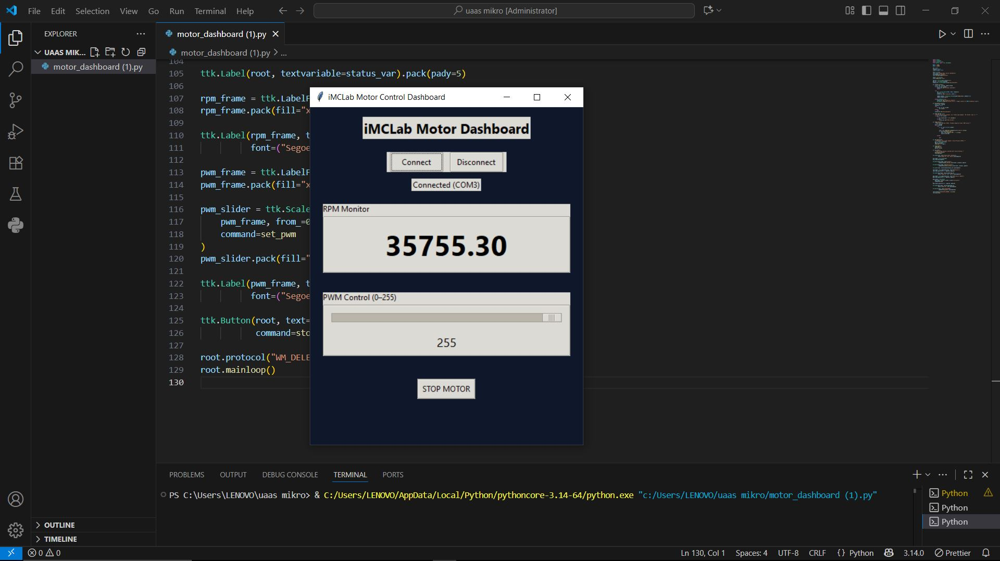 File Edit Selection View Go Run Terminal Help
uaas mikro [Administrator]
EXPLORER
UAAS MIK...
motor_dashboard (1).py
OUTLINE
TIMELINE
motor_dashboard (1).py
motor_dashboard (1).py > ...
104
105 ttk.Label(root, textvariable=status_var).pack(pady=5)
106
107 rpm_frame = ttk.LabelF
108 rpm_frame.pack(fill="x
109
110 ttk.Label(rpm_frame, t
111 font=("Segoe
112
113 pwm_frame = ttk.LabelF
114 pwm_frame.pack(fill="x
115
116 pwm_slider = ttk.Scale
117 pwm_frame, from_=0
118 command=set_pwm
119 )
120 pwm_slider.pack(fill="
121
122 ttk.Label(pwm_frame, t
123 font=("Segoe
124
125 ttk.Button(root, text=
126 command=sto
127
128 root.protocol("WM_DELE
129 root.mainloop()
130
iMCLab Motor Control Dashboard
iMCLab Motor Dashboard
Connect Disconnect
Connected (COM3)
RPM Monitor
35755.30
PWM Control (0–255)
255
STOP MOTOR
PROBLEMS OUTPUT DEBUG CONSOLE TERMINAL PORTS
PS C:\Users\LENOVO\uaas mikro> & C:/Users/LENOVO/AppData/Local/Python/pythoncore-3.14-64/python.exe "c:/Users/LENOVO/uaas mikro/motor_dashboard (1).py"
Python
Python
Python
0 0 Ln 130, Col 1 Spaces: 4 UTF-8 CRLF {} Python 3.14.0 Prettier